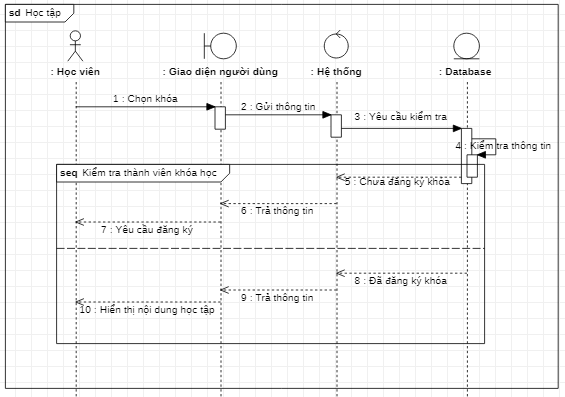 sd Học tập
: Học viên
: Giao diện người dùng
: Hệ thống
: Database
1 : Chọn khóa
2 : Gửi thông tin
3 : Yêu cầu kiểm tra
4 : Kiểm tra thông tin
seq Kiểm tra thành viên khóa học
5 : Chưa đăng ký khóa
6 : Trả thông tin
7 : Yêu cầu đăng ký
8 : Đã đăng ký khóa
9 : Trả thông tin
10 : Hiển thị nội dung học tập